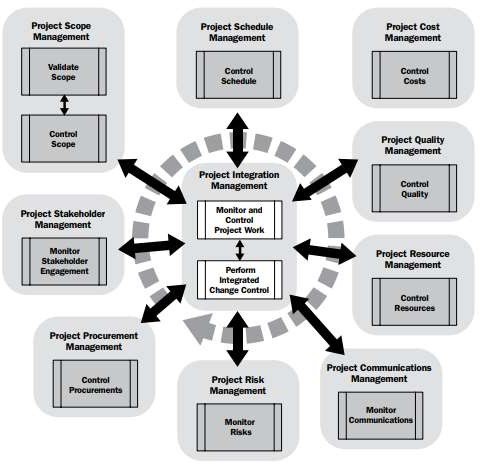 Project Scope
Management
Validate
Scope
Control
Scope
Project Schedule
Management
Control
Schedule
Project Cost
Management
Control
Costs
Project Quality
Management
Control
Quality
Project Integration
Management
Monitor and
Control
Project Work
Perform
Integrated
Change Control
Project Stakeholder
Management
Monitor
Stakeholder
Engagement
Project Resource
Management
Control
Resources
Project Procurement
Management
Control
Procurements
Project Risk
Management
Monitor
Risks
Project Communications
Management
Monitor
Communications